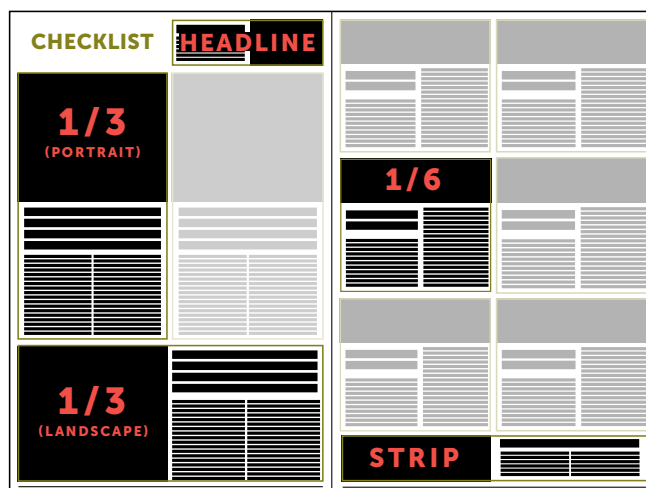 CHECKLIST
HEADLINE
1/3
(PORTRAIT)
1/3
(LANDSCAPE)
1/6
STRIP